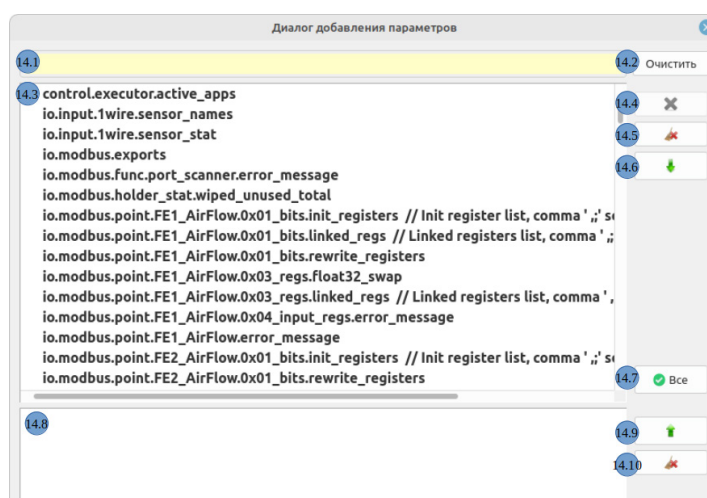 Диалог добавления параметров
14.1
14.2 Очистить
14.3 control.executor.active_apps
io.input.1wire.sensor_names
14.4
io.input.1wire.sensor_stat
14.5
io.modbus.exports
io.modbus.func.port_scanner.error_message
14.6
io.modbus.holder_stat.wiped_unused_total
io.modbus.point.FE1_AirFlow.0x01_bits.init_registers // Init register list, comma ' ,;' se
io.modbus.point.FE1_AirFlow.0x01_bits.linked_regs // Linked registers list, comma ' ,;
io.modbus.point.FE1_AirFlow.0x01_bits.rewrite_registers
io.modbus.point.FE1_AirFlow.0x03_regs.float32_swap
io.modbus.point.FE1_AirFlow.0x03_regs.linked_regs // Linked registers list, comma ' ,
io.modbus.point.FE1_AirFlow.0x04_input_regs.error_message
io.modbus.point.FE1_AirFlow.error_message
io.modbus.point.FE2_AirFlow.0x01_bits.init_registers // Init register list, comma ' ,;' se
io.modbus.point.FE2_AirFlow.0x01_bits.rewrite_registers
14.7 Все
14.8
14.9
14.10